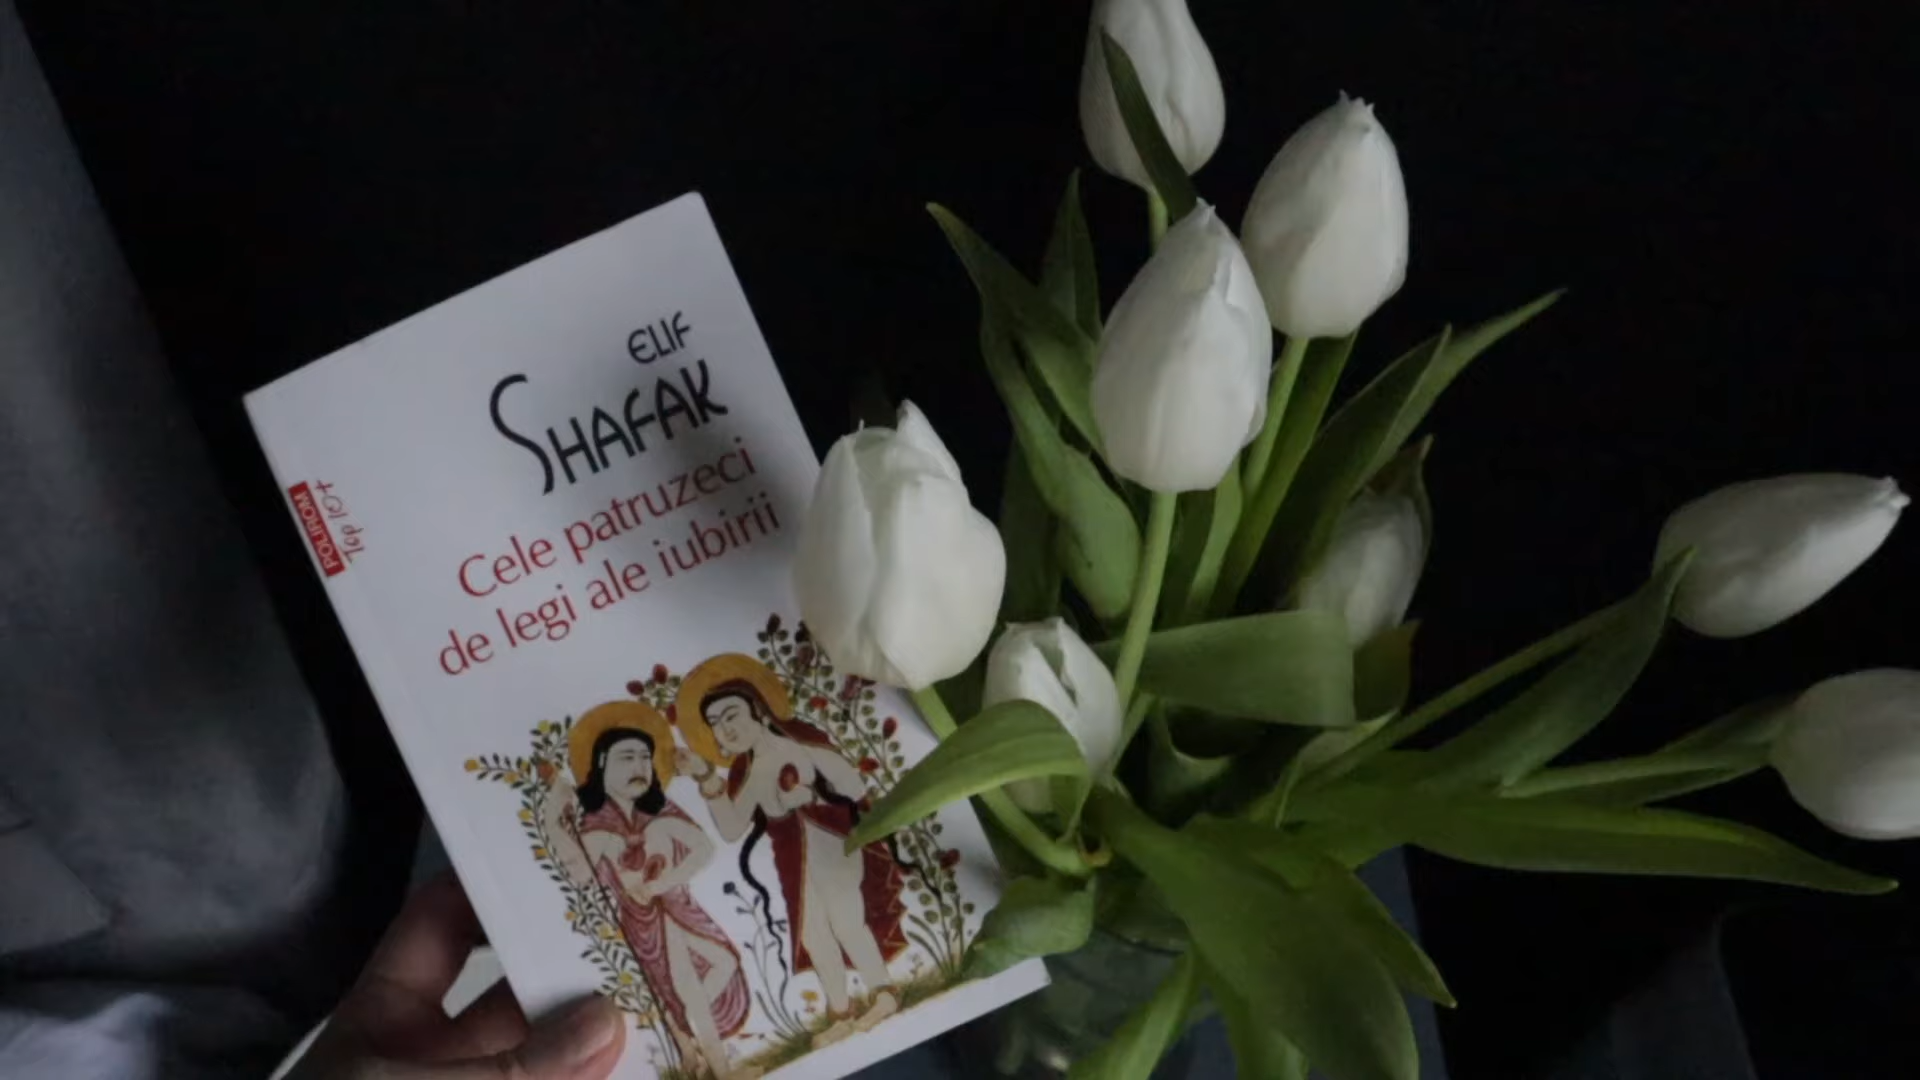 ELIF
SHAFAK
Cele patruzeci
de legi ale iubirii
POLIROM
Top 10+